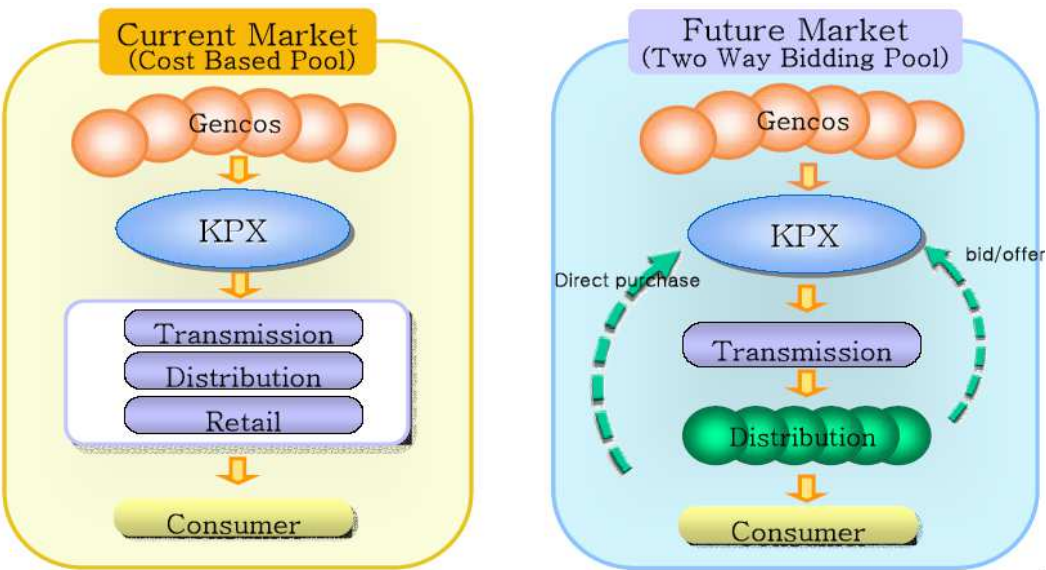 Current Market
(Cost Based Pool)
Gencos
KPX
Transmission
Distribution
Retail
Consumer
Future Market
(Two Way Bidding Pool)
Gencos
KPX
Direct purchase
bid/offer
Transmission
Distribution
Consumer